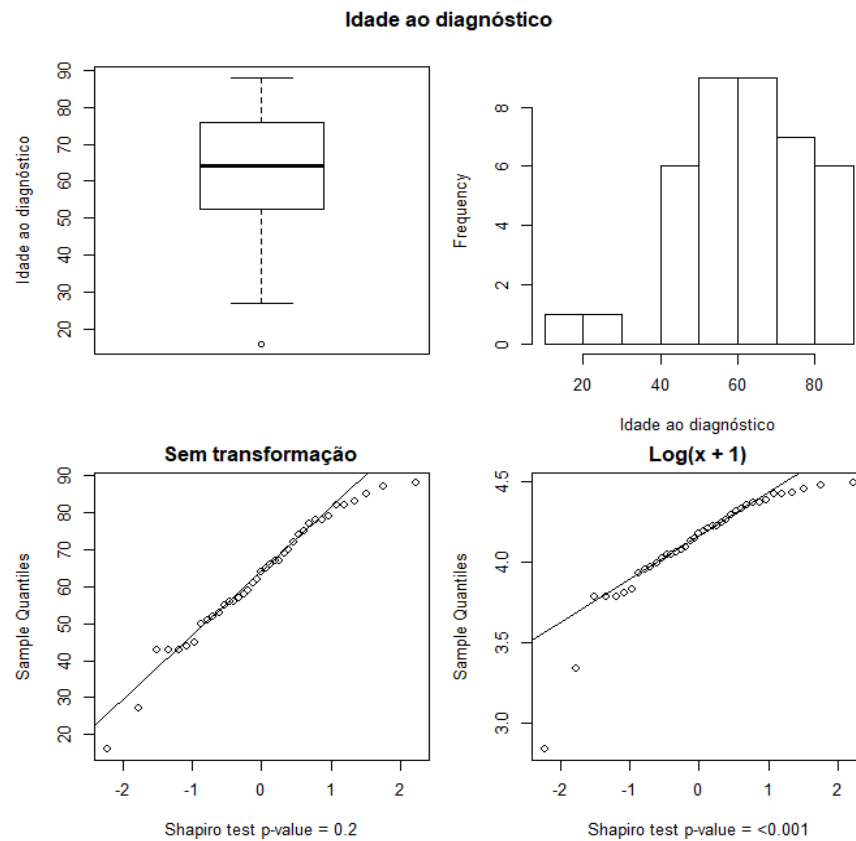 Idade ao diagnóstico
Idade ao diagnóstico
20 30 40 50 60 70 80 90
Frequency
0 2 4 6 8
20 40 60 80
Idade ao diagnóstico
Sem transformação
Sample Quantiles
20 30 40 50 60 70 80 90
-2 -1 0 1 2
Shapiro test p-value = 0.2
Log(x + 1)
Sample Quantiles
3.0 3.5 4.0 4.5
-2 -1 0 1 2
Shapiro test p-value = <0.001